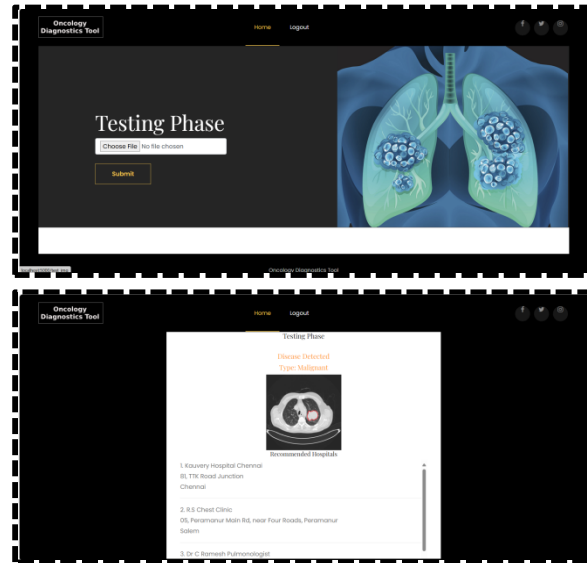 Oncology
Diagnostics Tool
Home
Logout
Testing Phase
Choose File No file chosen
Submit
Oncology Diagnostics Tool
Oncology
Diagnostics Tool
Home
Logout
Testing Phase
Disease Detected
Type: Malignant
Recommended Hospitals
1. Kauvery Hospital Chennai
81, TTK Road Junction
Chennai
2. R.S Chest Clinic
05, Peramanur Main Rd, near Four Roads, Peramanur
Salem
3. Dr C Ramesh Pulmonologist